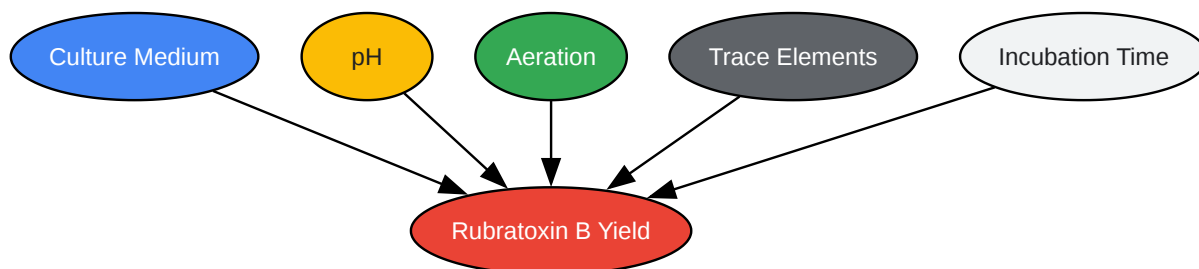 Culture Medium
pH
Aeration
Trace Elements
Incubation Time
Rubratoxin B Yield